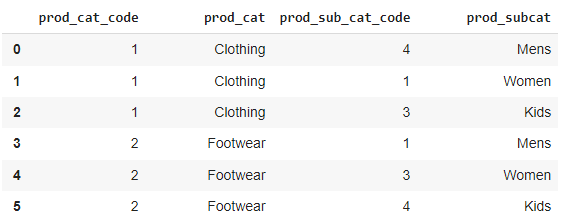 prod_cat_code prod_cat prod_sub_cat_code prod_subcat
0 1 Clothing 4 Mens
1 1 Clothing 1 Women
2 1 Clothing 3 Kids
3 2 Footwear 1 Mens
4 2 Footwear 3 Women
5 2 Footwear 4 Kids